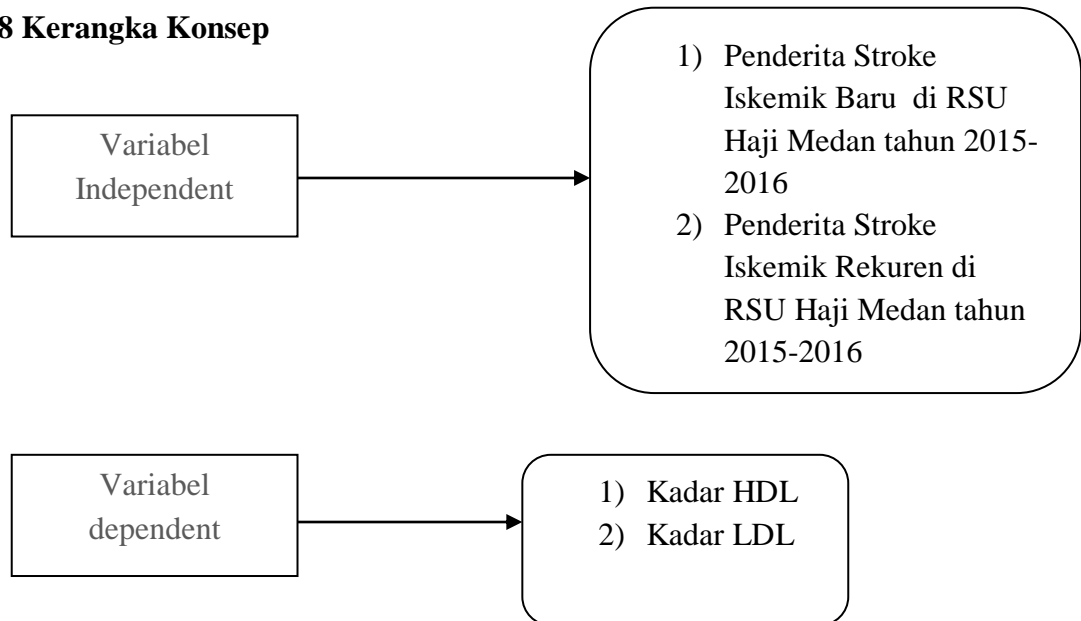 8 Kerangka Konsep
1) Penderita Stroke
Iskemik Baru di RSU
Haji Medan tahun 2015-
2016
2) Penderita Stroke
Iskemik Rekuren di
RSU Haji Medan tahun
2015-2016
Variabel
Independent
Variabel
dependent
1) Kadar HDL
2) Kadar LDL